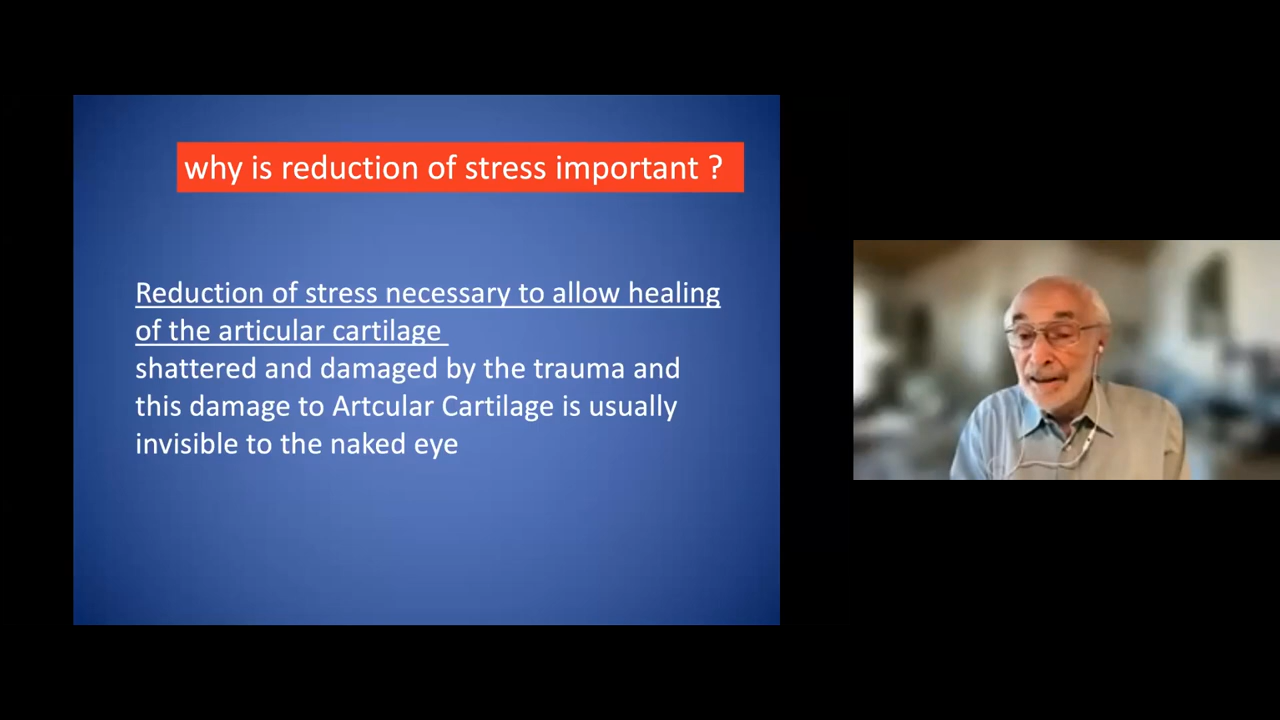 why is reduction of stress important ?
Reduction of stress necessary to allow healing
of the articular cartilage
shattered and damaged by the trauma and
this damage to Artcular Cartilage is usually
invisible to the naked eye